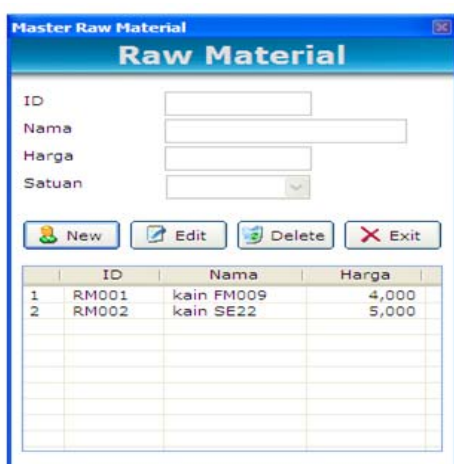 Master Raw Material
Raw Material
ID
Nama
Harga
Satuan
New Edit Delete Exit
ID Nama Harga
1 RM001 kain FM009 4,000
2 RM002 kain SE22 5,000